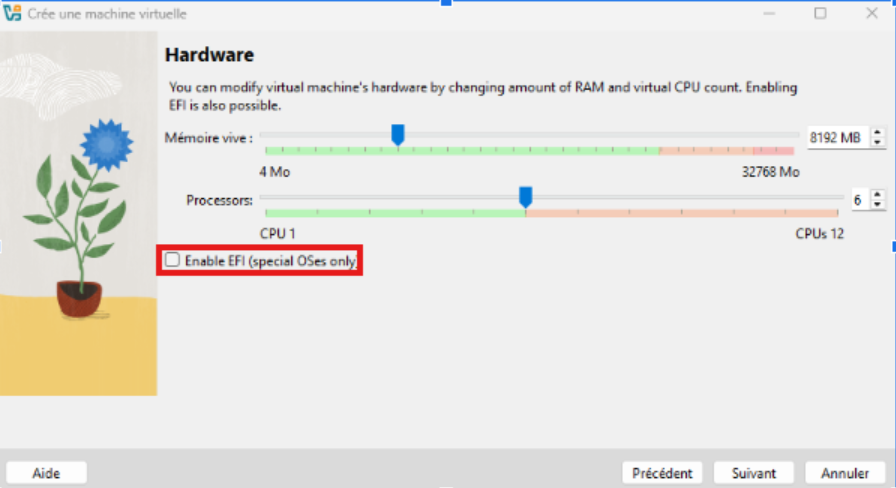 Crée une machine virtuelle
Hardware
You can modify virtual machine's hardware by changing amount of RAM and virtual CPU count. Enabling
EFI is also possible.
Mémoire vive : 8192 MB
4 Mo 32768 Mo
Processors: 6
CPU 1 CPUs 12
Enable EFI (special OSes only)
Aide Précédent Suivant Annuler